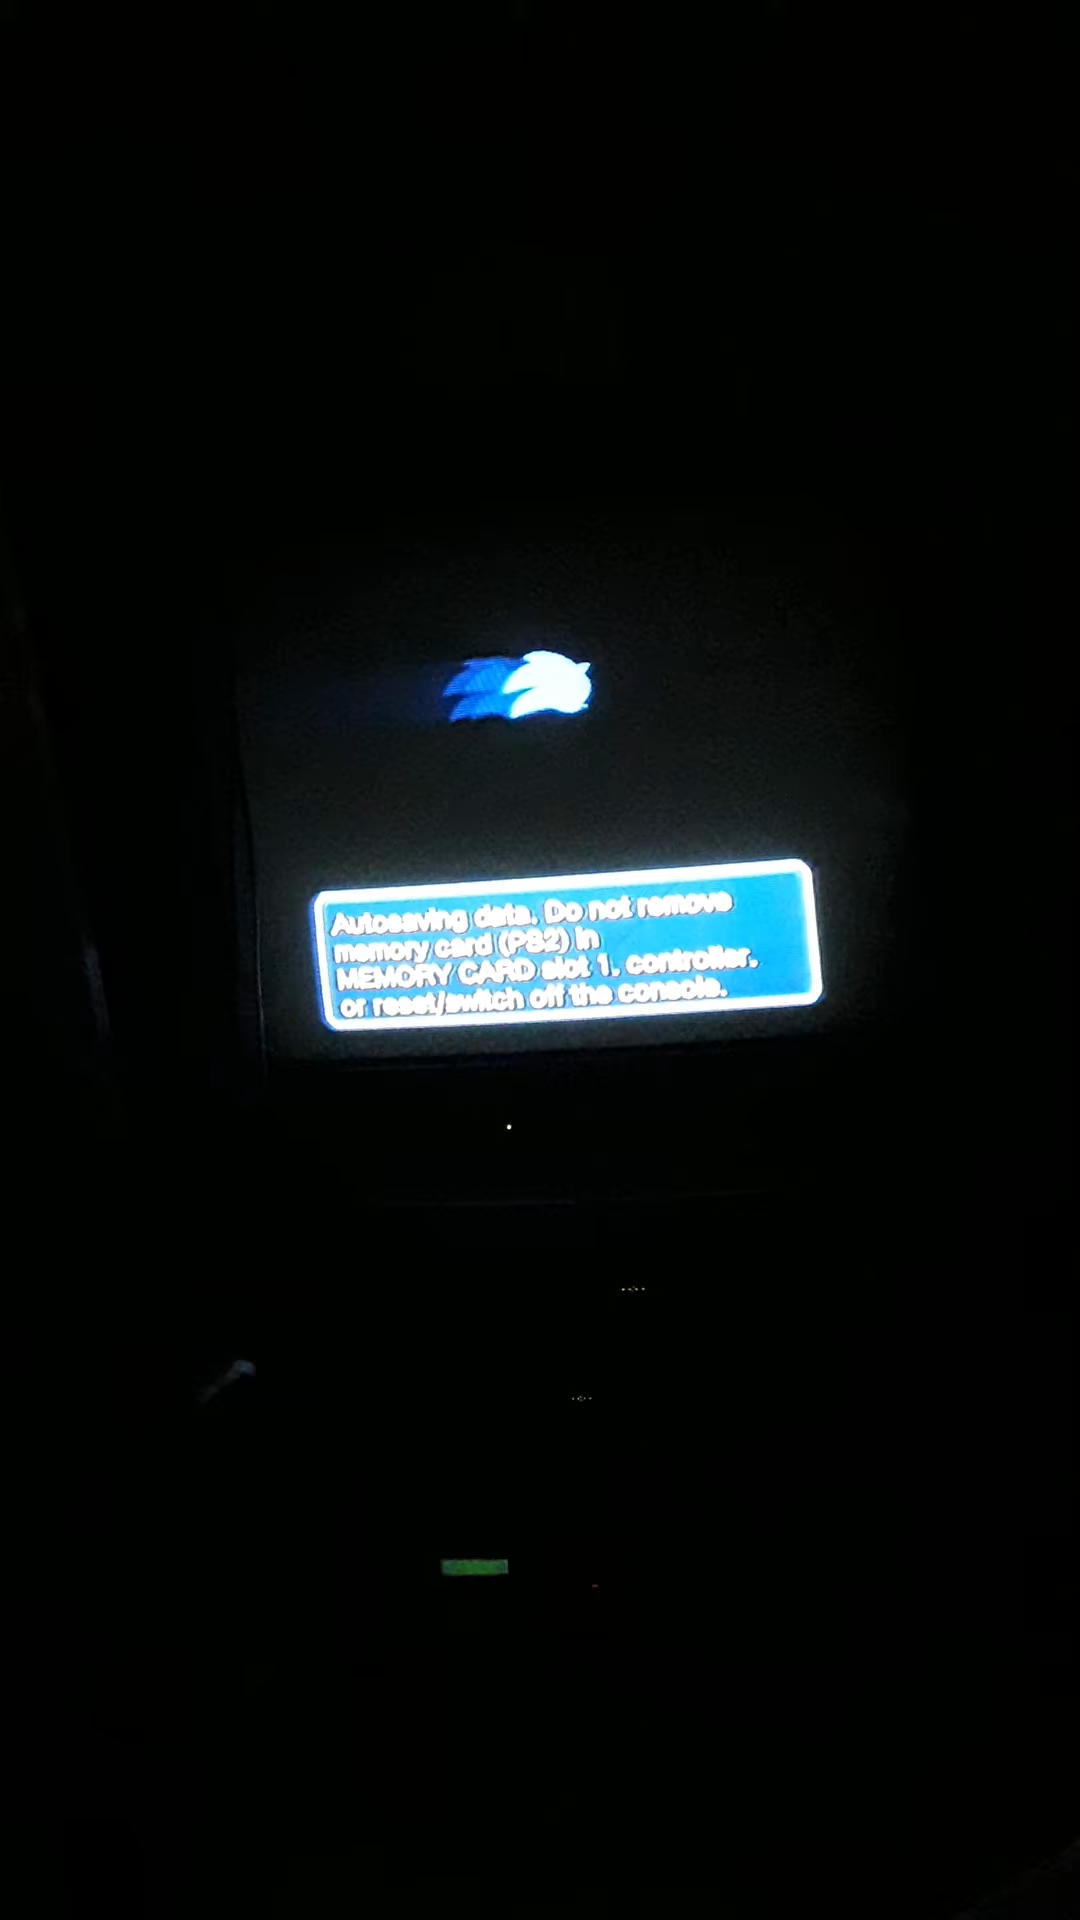 Autosaving data. Do not remove
memory card (PS2) in
MEMORY CARD slot 1, controller,
or reset/switch off the console.